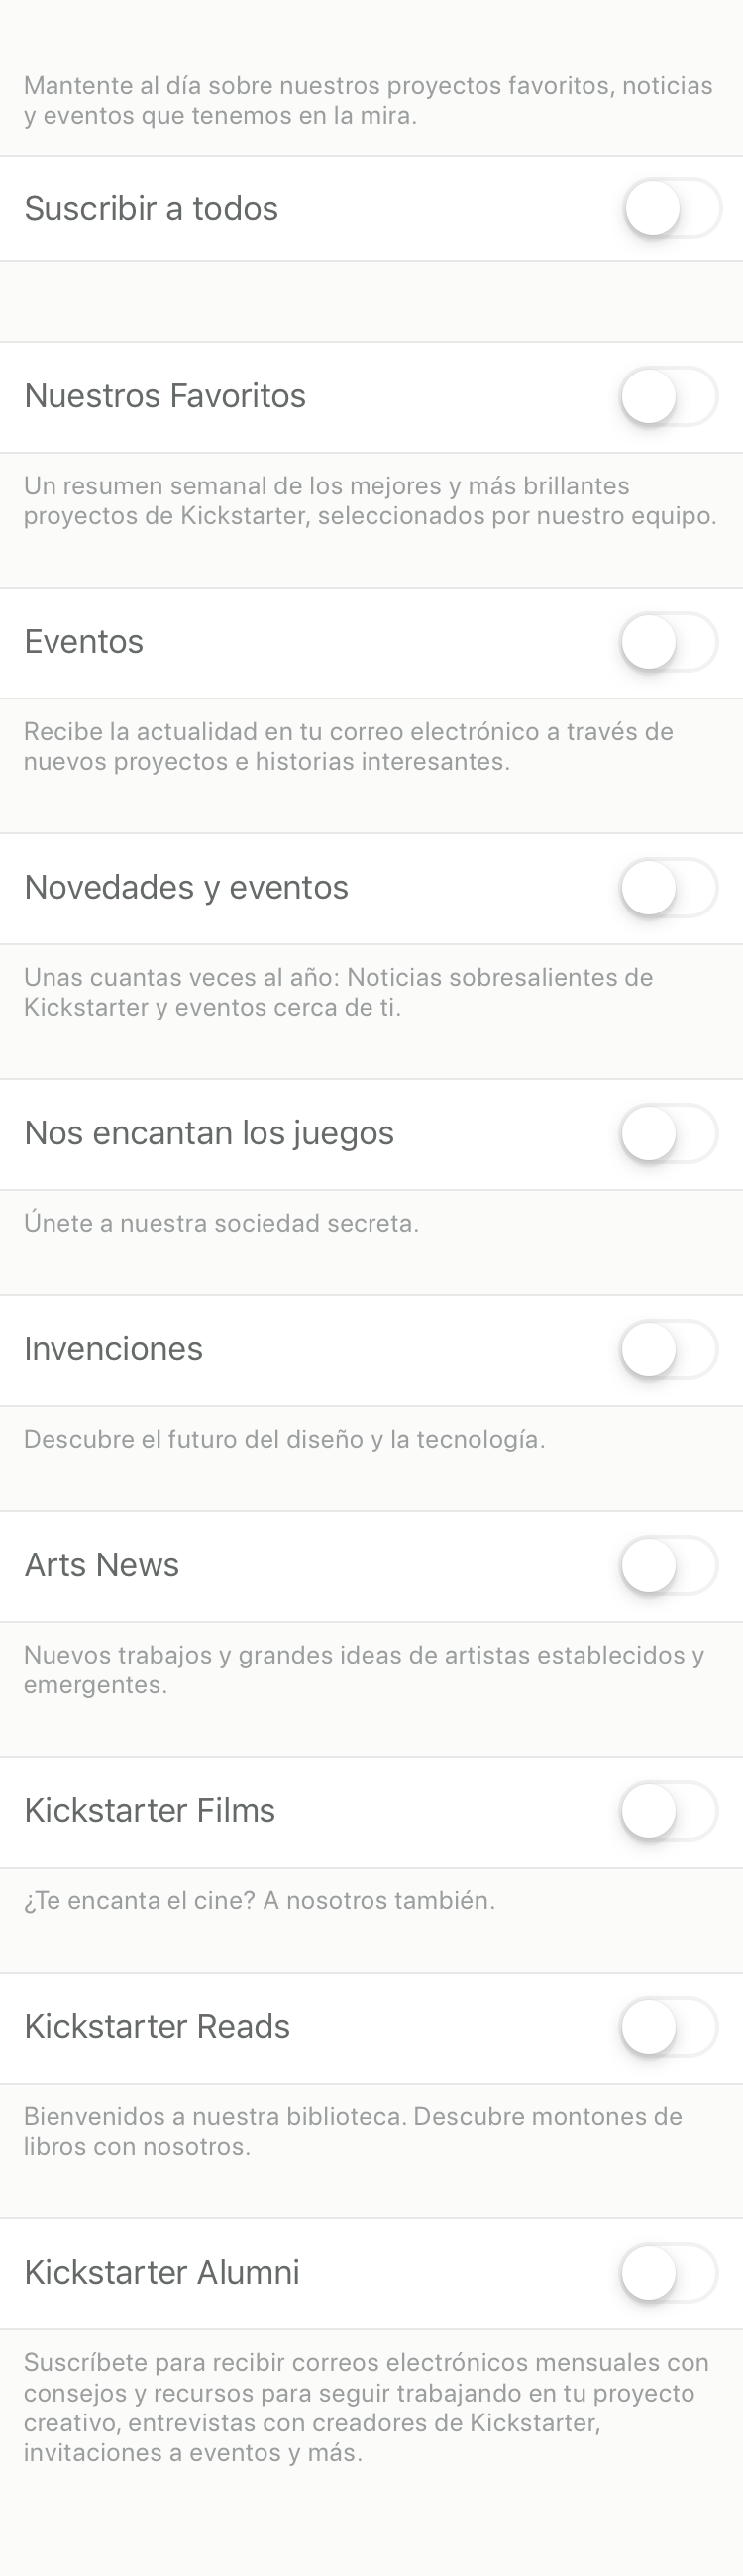 Mantente al día sobre nuestros proyectos favoritos, noticias
y eventos que tenemos en la mira.
Suscribir a todos
Nuestros Favoritos
Un resumen semanal de los mejores y más brillantes
proyectos de Kickstarter, seleccionados por nuestro equipo.
Eventos
Recibe la actualidad en tu correo electrónico a través de
nuevos proyectos e historias interesantes.
Novedades y eventos
Unas cuantas veces al año: Noticias sobresalientes de
Kickstarter y eventos cerca de ti.
Nos encantan los juegos
Únete a nuestra sociedad secreta.
Invenciones
Descubre el futuro del diseño y la tecnología.
Arts News
Nuevos trabajos y grandes ideas de artistas establecidos y
emergentes.
Kickstarter Films
¿Te encanta el cine? A nosotros también.
Kickstarter Reads
Bienvenidos a nuestra biblioteca. Descubre montones de
libros con nosotros.
Kickstarter Alumni
Suscríbete para recibir correos electrónicos mensuales con
consejos y recursos para seguir trabajando en tu proyecto
creativo, entrevistas con creadores de Kickstarter,
invitaciones a eventos y más.